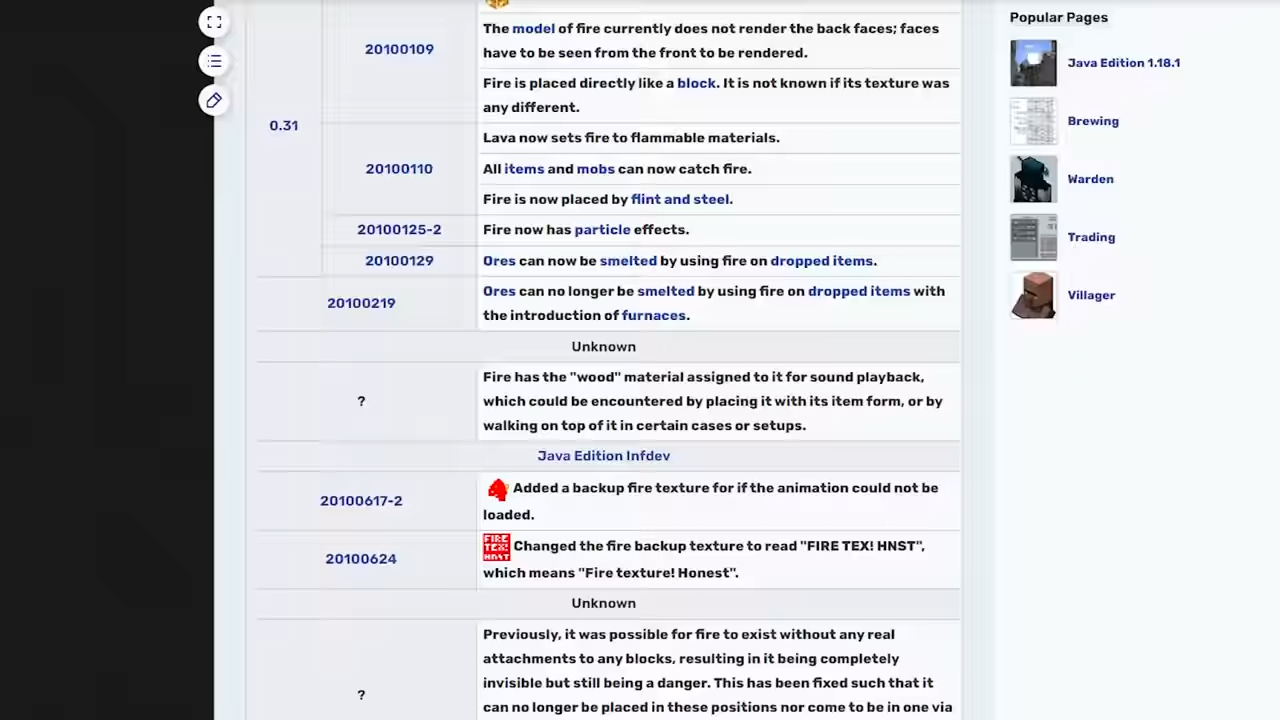 The model of fire currently does not render the back faces; faces
20100109
have to be seen from the front to be rendered.
Fire is placed directly like a block. It is not known if its texture was
any different.
0.31
Lava now sets fire to flammable materials.
20100110
All items and mobs can now catch fire.
Fire is now placed by flint and steel.
20100125-2
Fire now has particle effects.
20100129
Ores can now be smelted by using fire on dropped items.
20100219
Ores can no longer be smelted by using fire on dropped items with
the introduction of furnaces.
Unknown
?
Fire has the "wood" material assigned to it for sound playback,
which could be encountered by placing it with its item form, or by
walking on top of it in certain cases or setups.
Java Edition Infdev
20100617-2
Added a backup fire texture for if the animation could not be
loaded.
20100624
FIRE
TEX!
HNST
Changed the fire backup texture to read "FIRE TEX! HNST",
which means "Fire texture! Honest".
Unknown
?
Previously, it was possible for fire to exist without any real
attachments to any blocks, resulting in it being completely
invisible but still being a danger. This has been fixed such that it
can no longer be placed in these positions nor come to be in one via
Popular Pages
Java Edition 1.18.1
Brewing
Warden
Trading
Villager